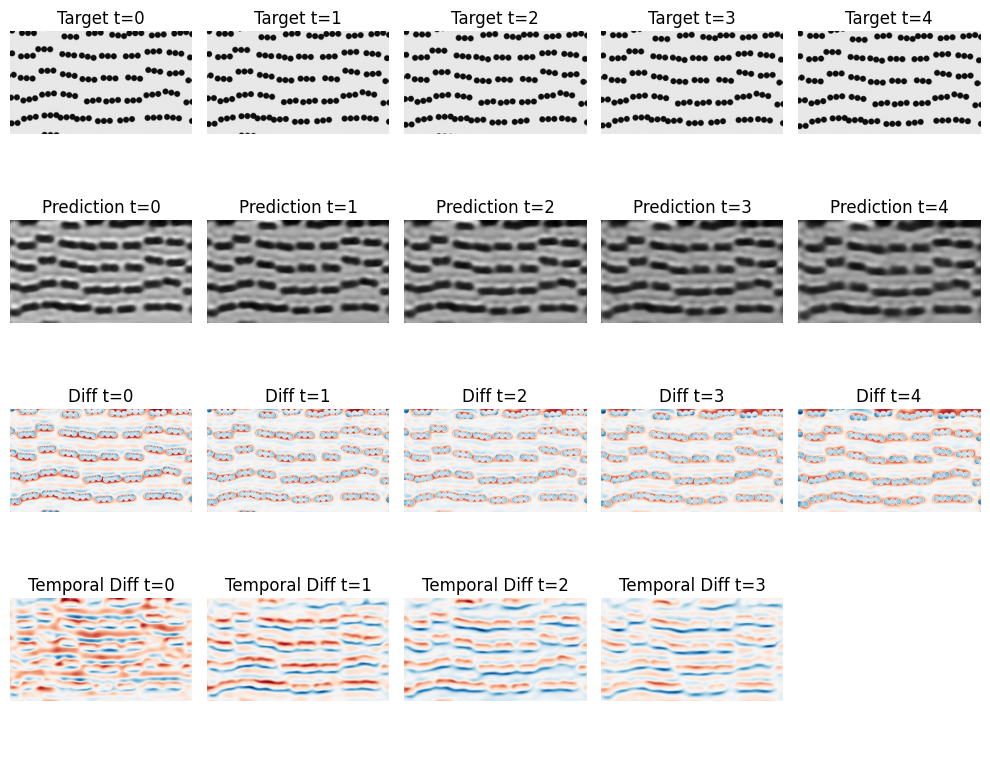 Target t=0 Target t=1 Target t=2 Target t=3 Target t=4
Prediction t=0 Prediction t=1 Prediction t=2 Prediction t=3 Prediction t=4
Diff t=0 Diff t=1 Diff t=2 Diff t=3 Diff t=4
Temporal Diff t=0 Temporal Diff t=1 Temporal Diff t=2 Temporal Diff t=3